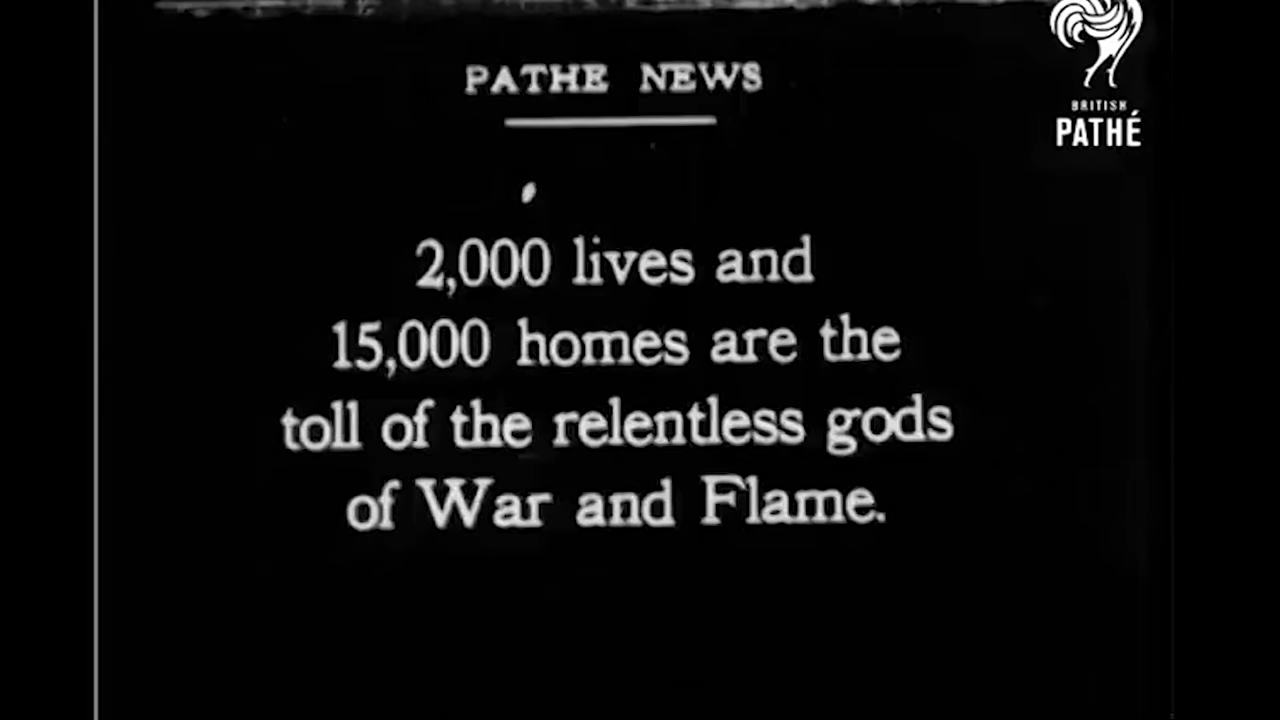 PATHE NEWS
BRITISH
PATHÉ
2,000 lives and
15,000 homes are the
toll of the relentless gods
of War and Flame.